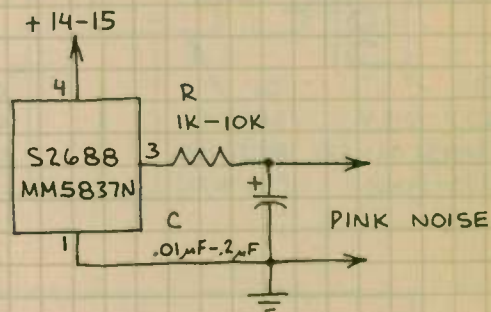 + 14-15
4
R
1K-10K
S2688
MM5837N
3
+
C
1
.01µF-.2µF
PINK NOISE